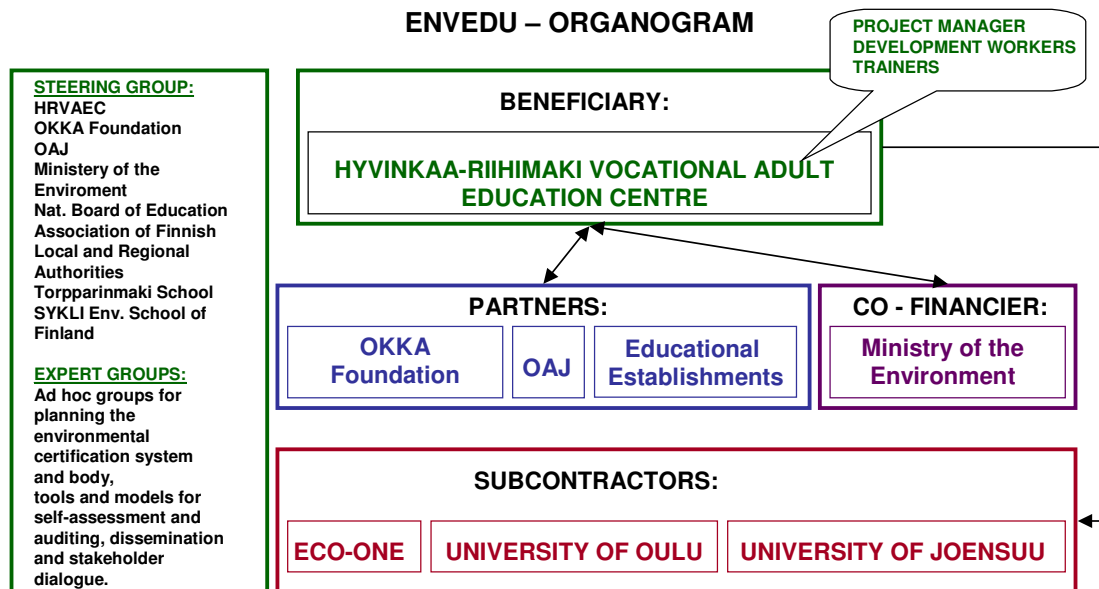 ENVEDU – ORGANOGRAM
PROJECT MANAGER
DEVELOPMENT WORKERS
TRAINERS
STEERING GROUP:
HRVAEC
OKKA Foundation
OAJ
Ministery of the
Enviroment
Nat. Board of Education
Association of Finnish
Local and Regional
Authorities
Torpparinmaki School
SYKLI Env. School of
Finland
EXPERT GROUPS:
Ad hoc groups for
planning the
environmental
certification system
and body,
tools and models for
self-assessment and
auditing, dissemination
and stakeholder
dialogue.
BENEFICIARY:
HYVINKAA-RIIHIMAKI VOCATIONAL ADULT
EDUCATION CENTRE
PARTNERS:
OKKA
Foundation
OAJ
Educational
Establishments
CO - FINANCIER:
Ministry of the
Environment
SUBCONTRACTORS:
ECO-ONE
UNIVERSITY OF OULU
UNIVERSITY OF JOENSUU